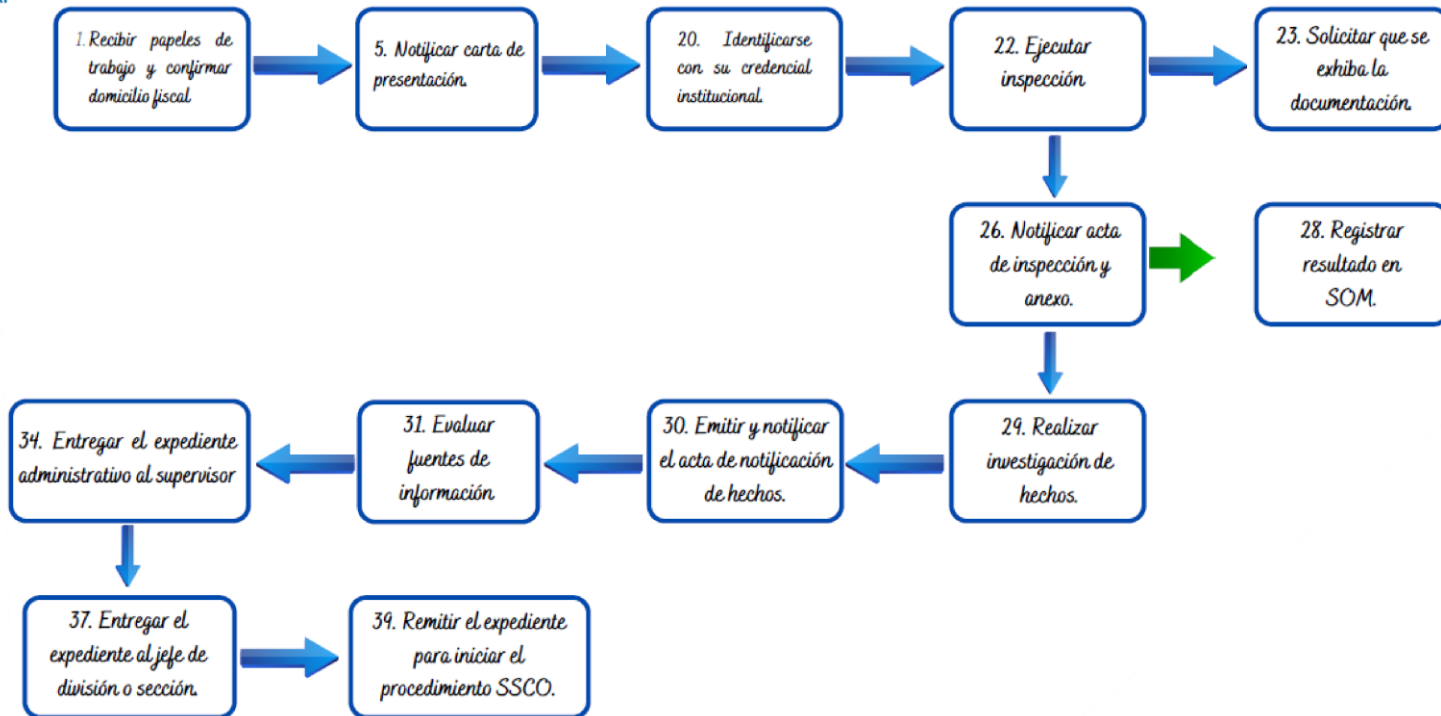 1. Recibir papeles de
trabajo y confirmar
domicilio fiscal
5. Notificar carta de
presentación.
20. Identificarse
con su credencial
institucional.
22. Ejecutar
inspección
23. Solicitar que se
exhiba la
documentación.
26. Notificar acta
de inspección y
anexo.
28. Registrar
resultado en
SOM.
29. Realizar
investigación de
hechos.
30. Emitir y notificar
el acta de notificación
de hechos.
31. Evaluar
fuentes de
información
34. Entregar el expediente
administrativo al supervisor
37. Entregar el
expediente al jefe de
división o sección.
39. Remitir el expediente
para iniciar el
procedimiento SSCO.